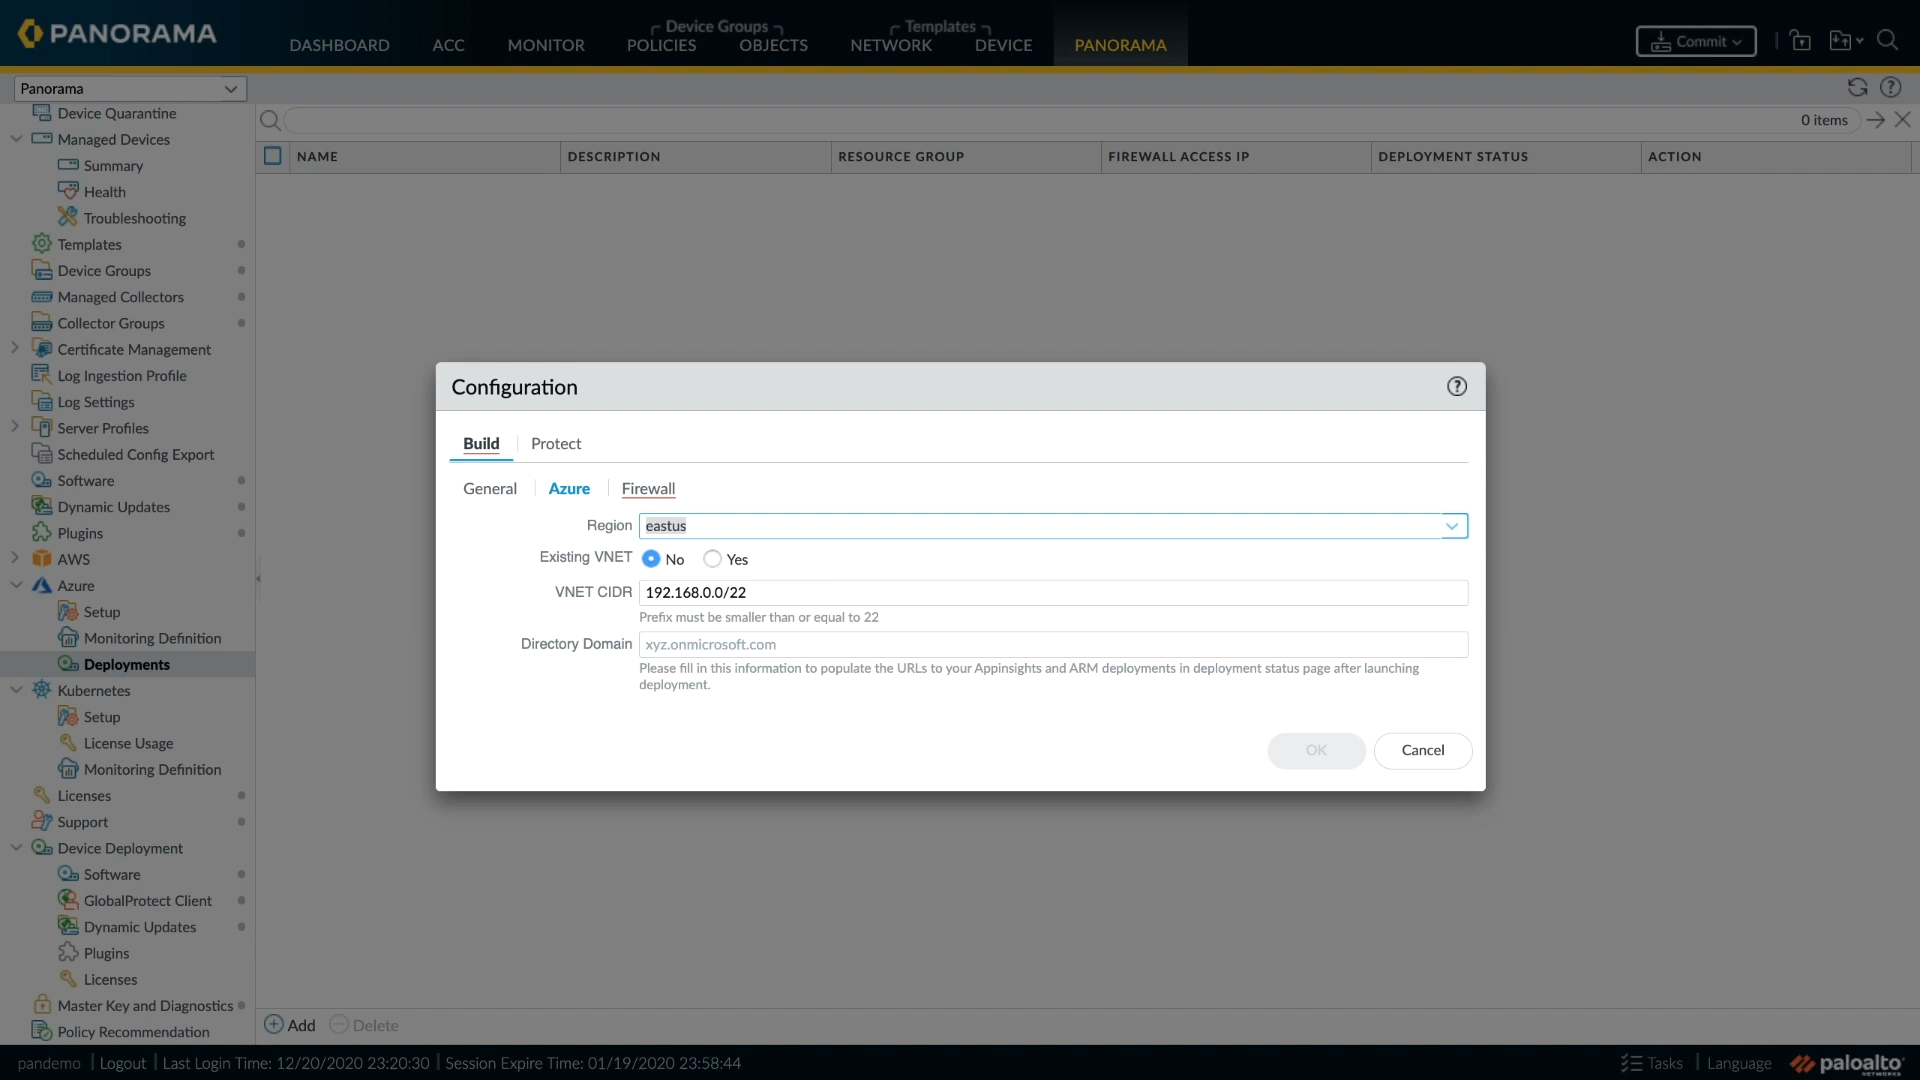 PANORAMA
Device Groups
Templates
DASHBOARD
ACC
MONITOR
POLICIES
OBJECTS
NETWORK
DEVICE
PANORAMA
Commit
Panorama
0 items
Device Quarantine
Managed Devices
Summary
Health
Troubleshooting
Templates
Device Groups
Managed Collectors
Collector Groups
Certificate Management
Log Ingestion Profile
Log Settings
Server Profiles
Scheduled Config Export
Software
Dynamic Updates
Plugins
AWS
Azure
Setup
Monitoring Definition
Deployments
Kubernetes
Setup
License Usage
Monitoring Definition
Licenses
Support
Device Deployment
Software
GlobalProtect Client
Dynamic Updates
Plugins
Licenses
Master Key and Diagnostics
Policy Recommendation
NAME
DESCRIPTION
RESOURCE GROUP
FIREWALL ACCESS IP
DEPLOYMENT STATUS
ACTION
Configuration
Build
Protect
General
Azure
Firewall
Region eastus
Existing VNET No Yes
VNET CIDR 192.168.0.0/22
Prefix must be smaller than or equal to 22
Directory Domain xyz.onmicrosoft.com
Please fill in this information to populate the URLs to your Appinsights and ARM deployments in deployment status page after launching
deployment.
OK
Cancel
Add
Delete
pandemo | Logout | Last Login Time: 12/20/2020 23:20:30 | Session Expire Time: 01/19/2020 23:58:44
Tasks | Language
paloalto
NETWORKS